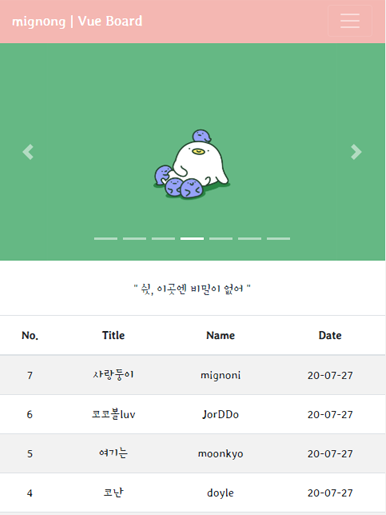 mignong | Vue Board
" 쉿, 이곳엔 비밀이 없어 "
No. Title Name Date
7 사랑둥이 mignoni 20-07-27
6 코코볼luv JorDDo 20-07-27
5 여기는 moonkyo 20-07-27
4 코난 doyle 20-07-27